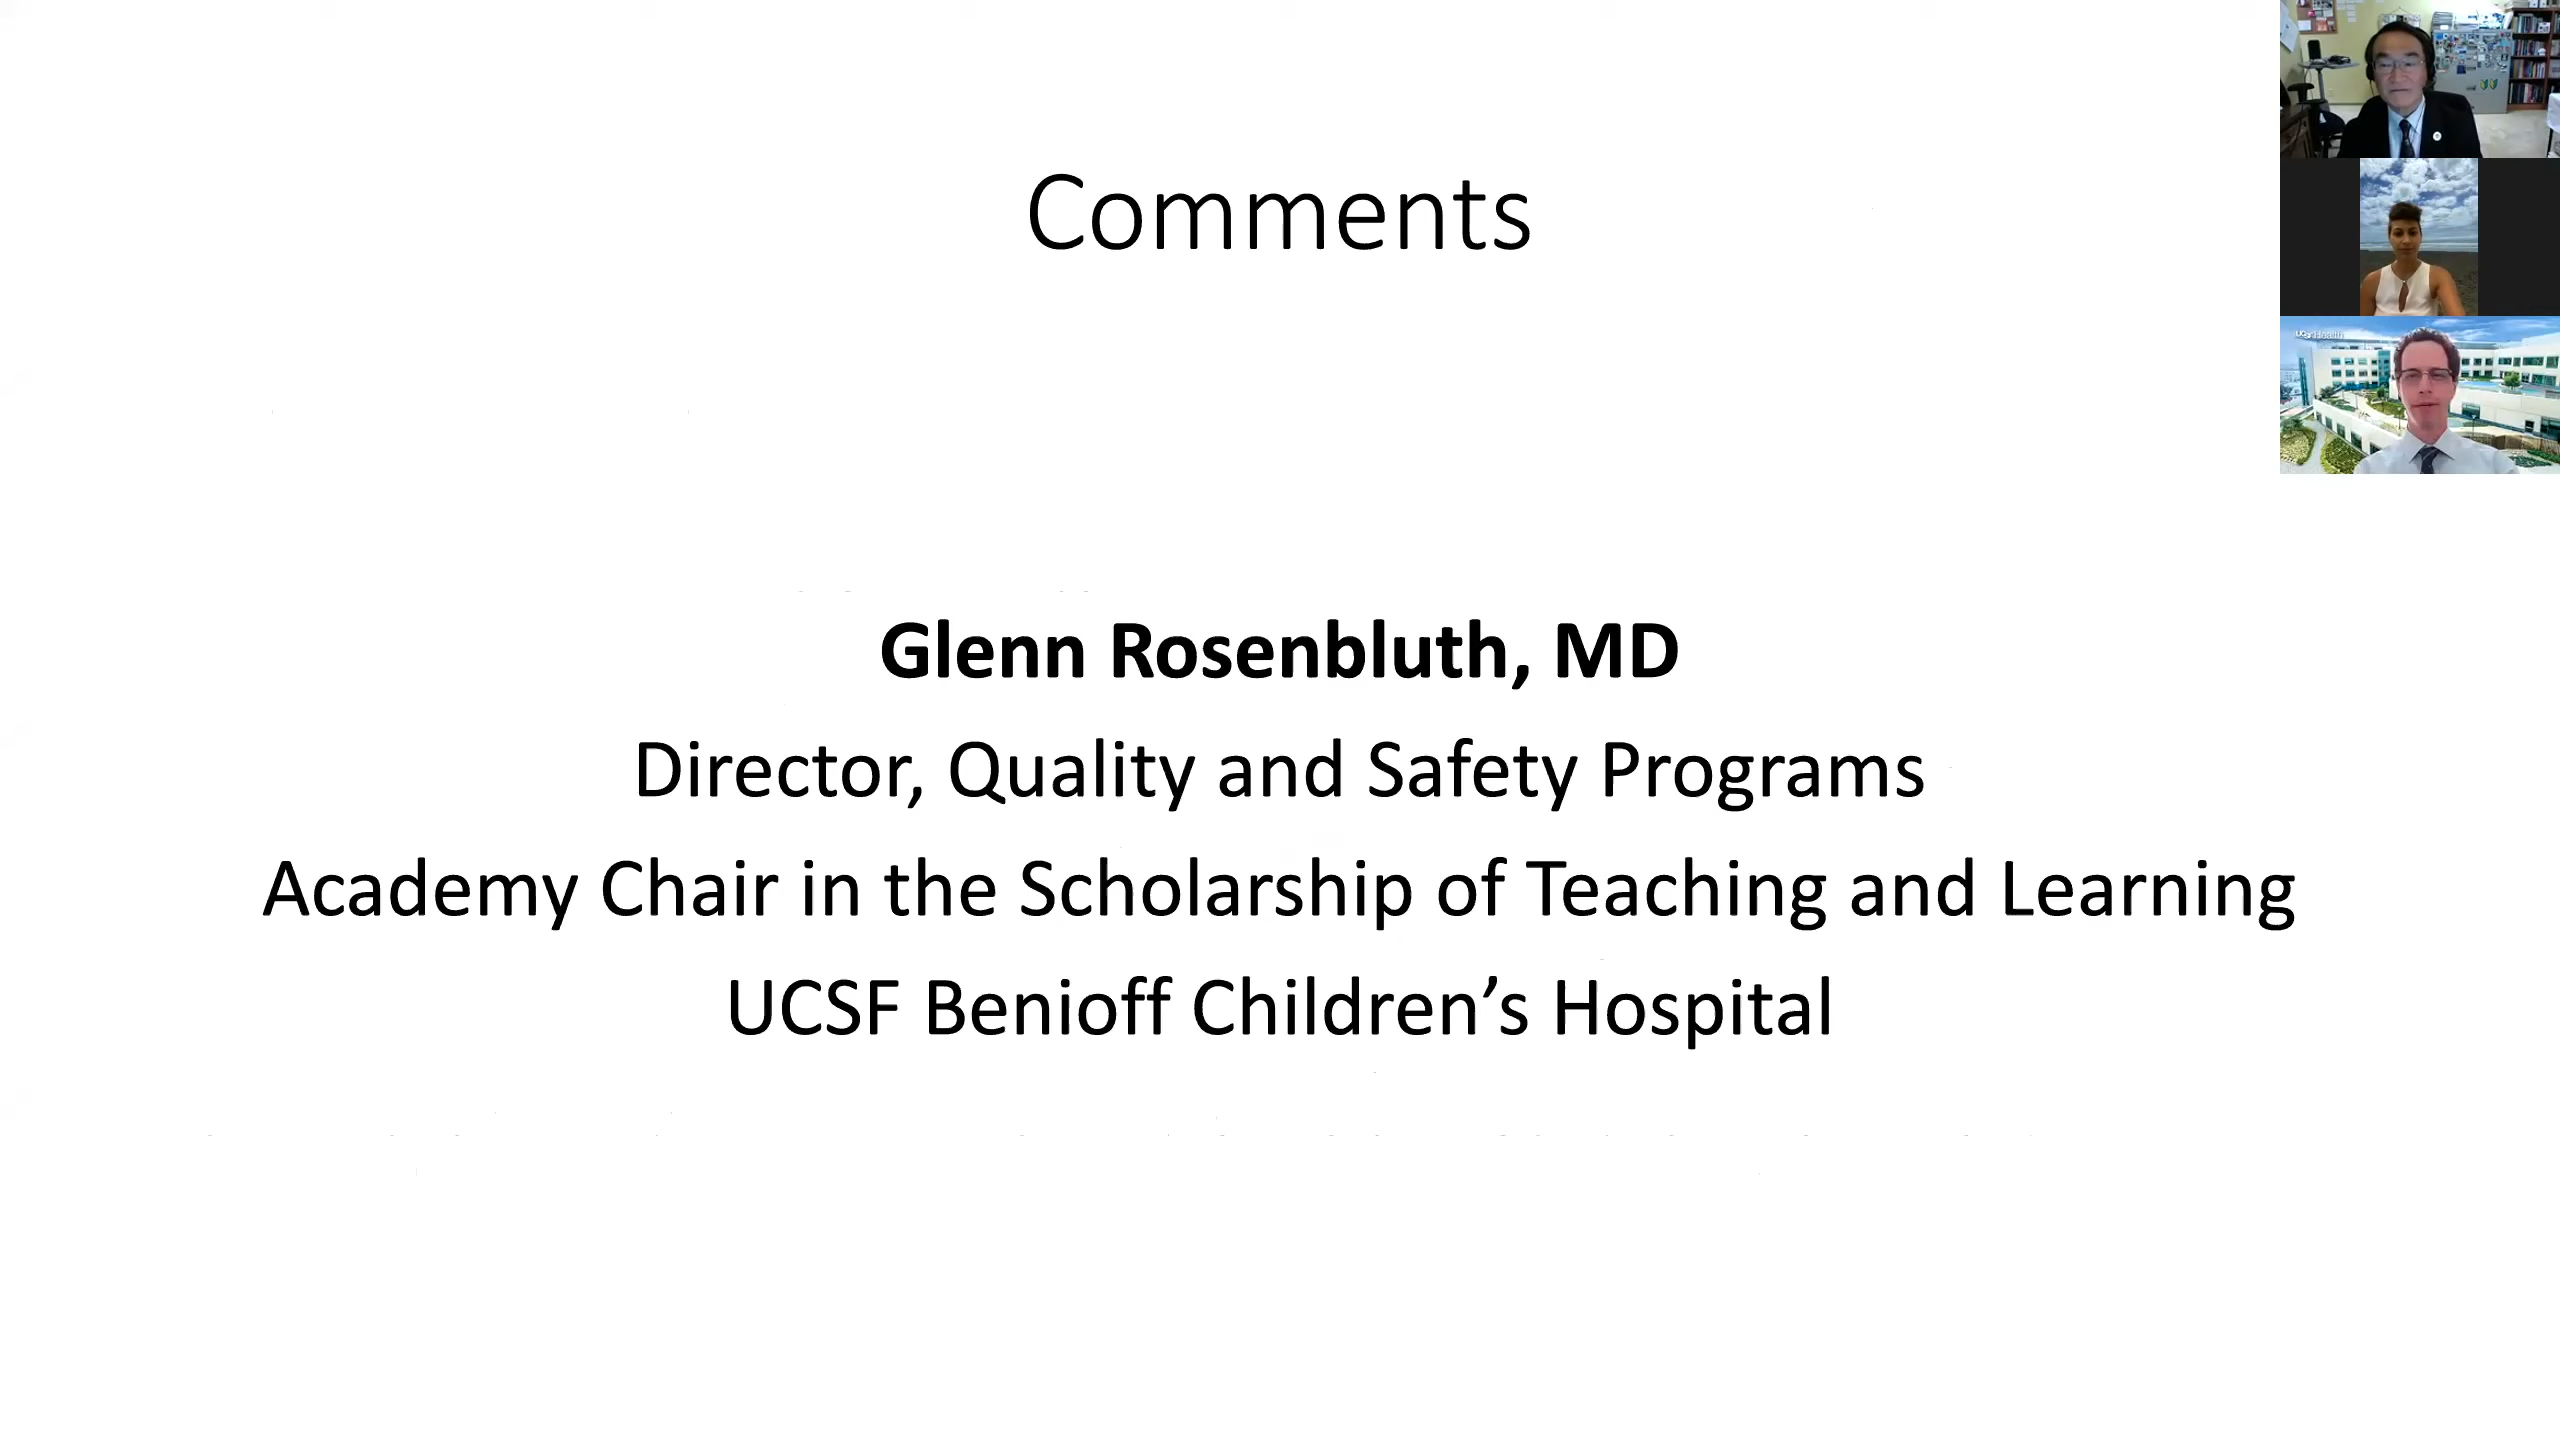 Comments
Glenn Rosenbluth, MD
Director, Quality and Safety Programs
Academy Chair in the Scholarship of Teaching and Learning
UCSF Benioff Children’s Hospital